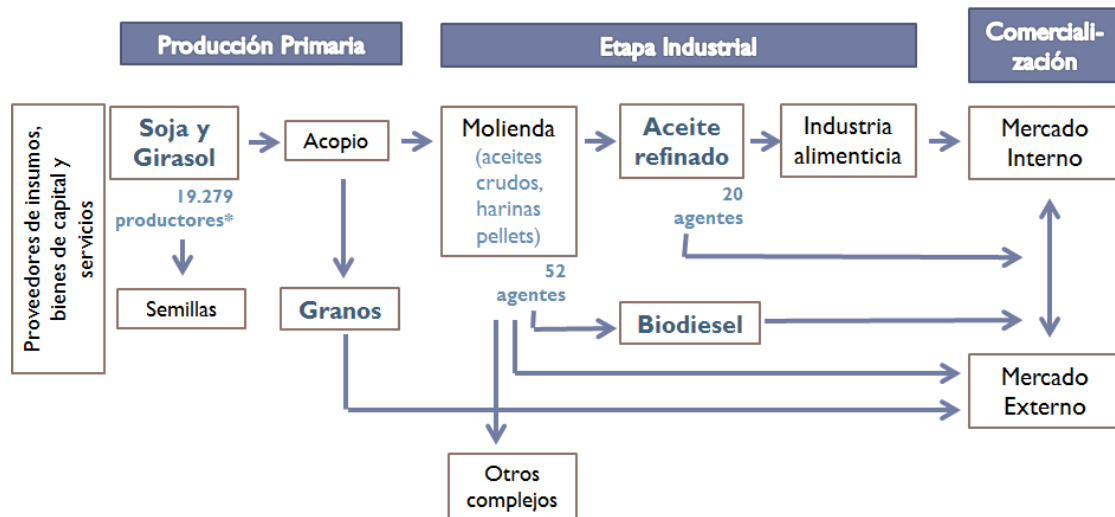 Producción Primaria
Etapa Industrial
Comerciali-
zación
Proveedores de insumos,
bienes de capital y
servicios
Soja y
Girasol
19.279
productores*
Semillas
Acopio
Granos
Molienda
(aceites
crudos,
harinas
pellets)
52
agentes
Otros
complejos
Aceite
refinado
20
agentes
Biodiesel
Industria
alimenticia
Mercado
Interno
Mercado
Externo